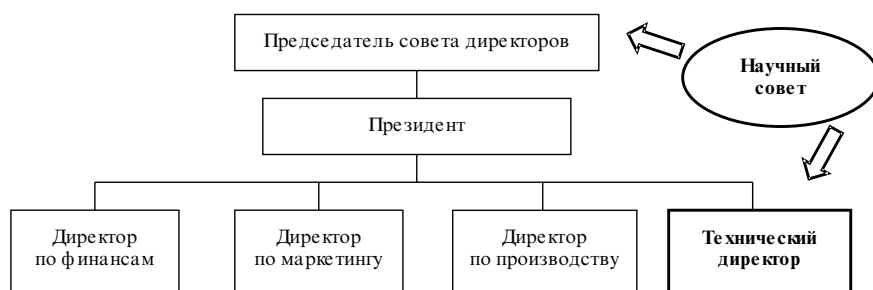 Председатель совета директоров
Научный
совет
Президент
Директор
по финансам
Директор
по маркетингу
Директор
по производству
Технический
директор